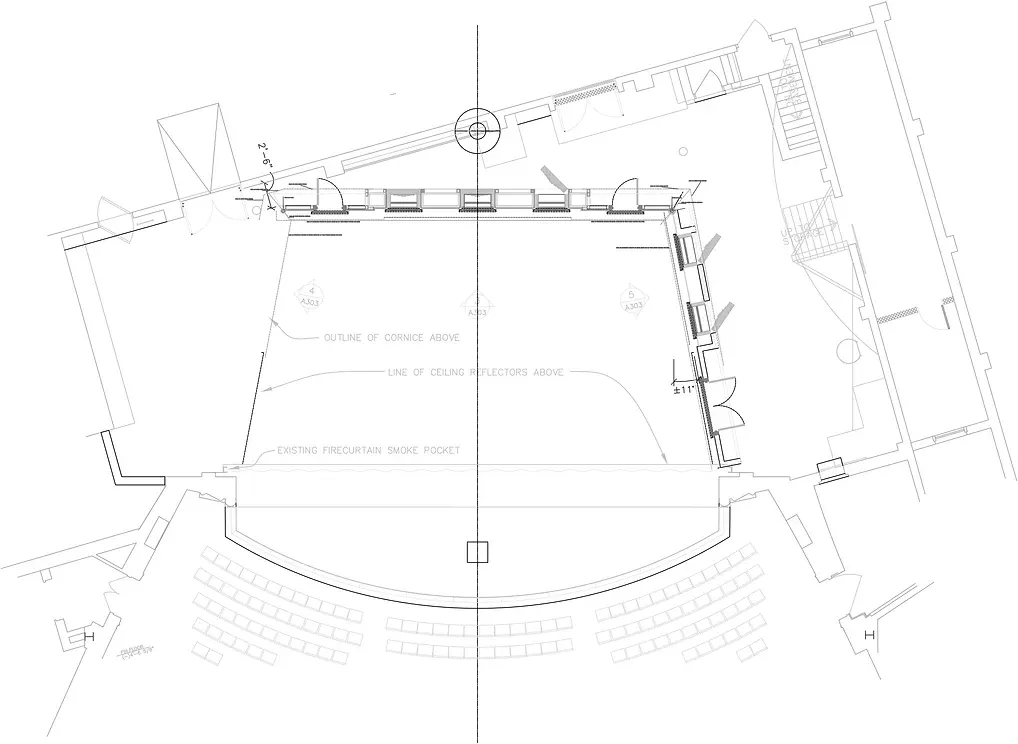 2'-6"
UP
4
A303
3
A303
5
A303
OUTLINE OF CORNICE ABOVE
LINE OF CEILING REFLECTORS ABOVE
±11"
EXISTING FIRECURTAIN SMOKE POCKET